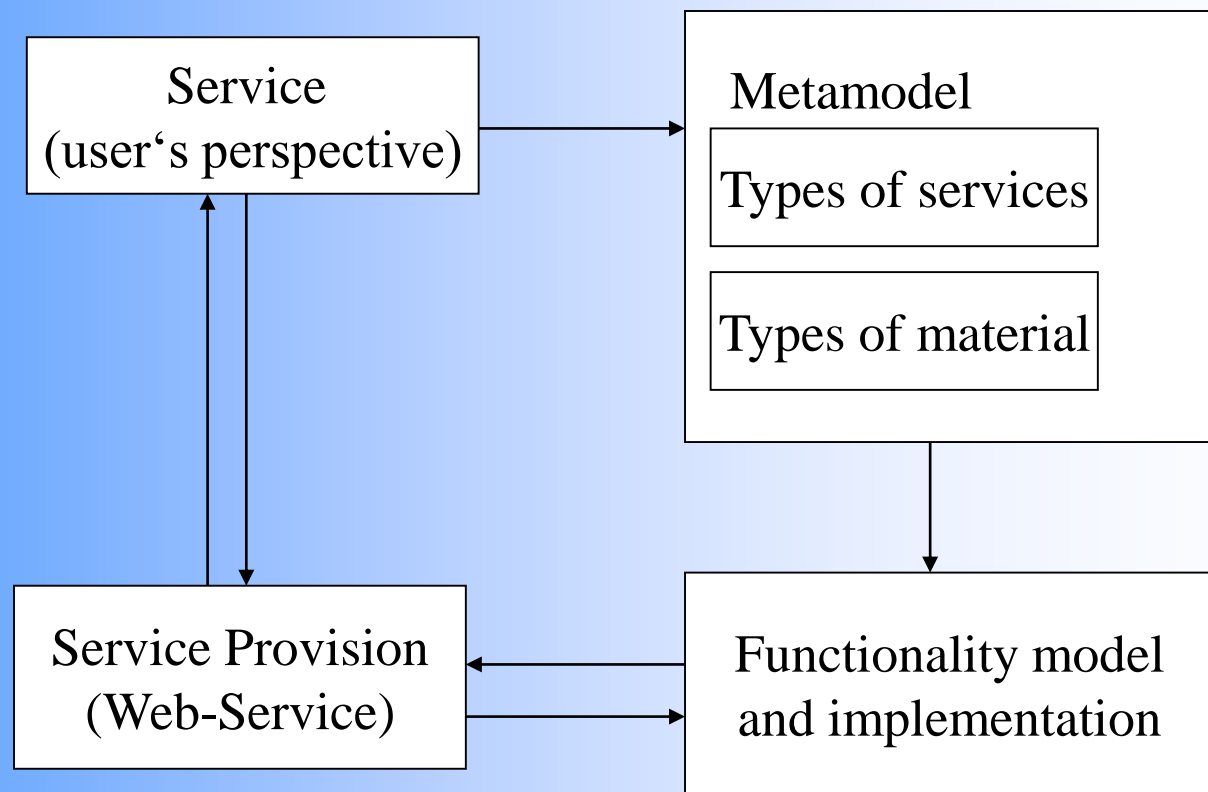 Service
(user‘s perspective)
Metamodel
Types of services
Types of material
Service Provision
(Web-Service)
Functionality model
and implementation